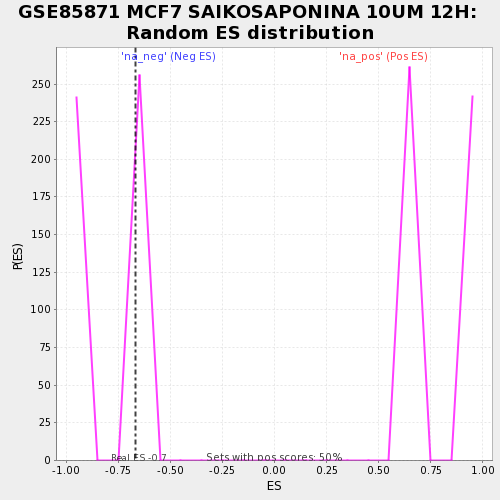 GSE85871 MCF7 SAIKOSAPONINA 10UM 12H:
Random ES distribution
'na_neg' (Neg ES)
'na_pos' (Pos ES)
250
225
200
175
150
125
100
75
50
25
0
P(ES)
Real ES -0.7
Sets with pos scores: 50%
-1.00 -0.75 -0.50 -0.25 0.00 0.25 0.50 0.75 1.00
ES